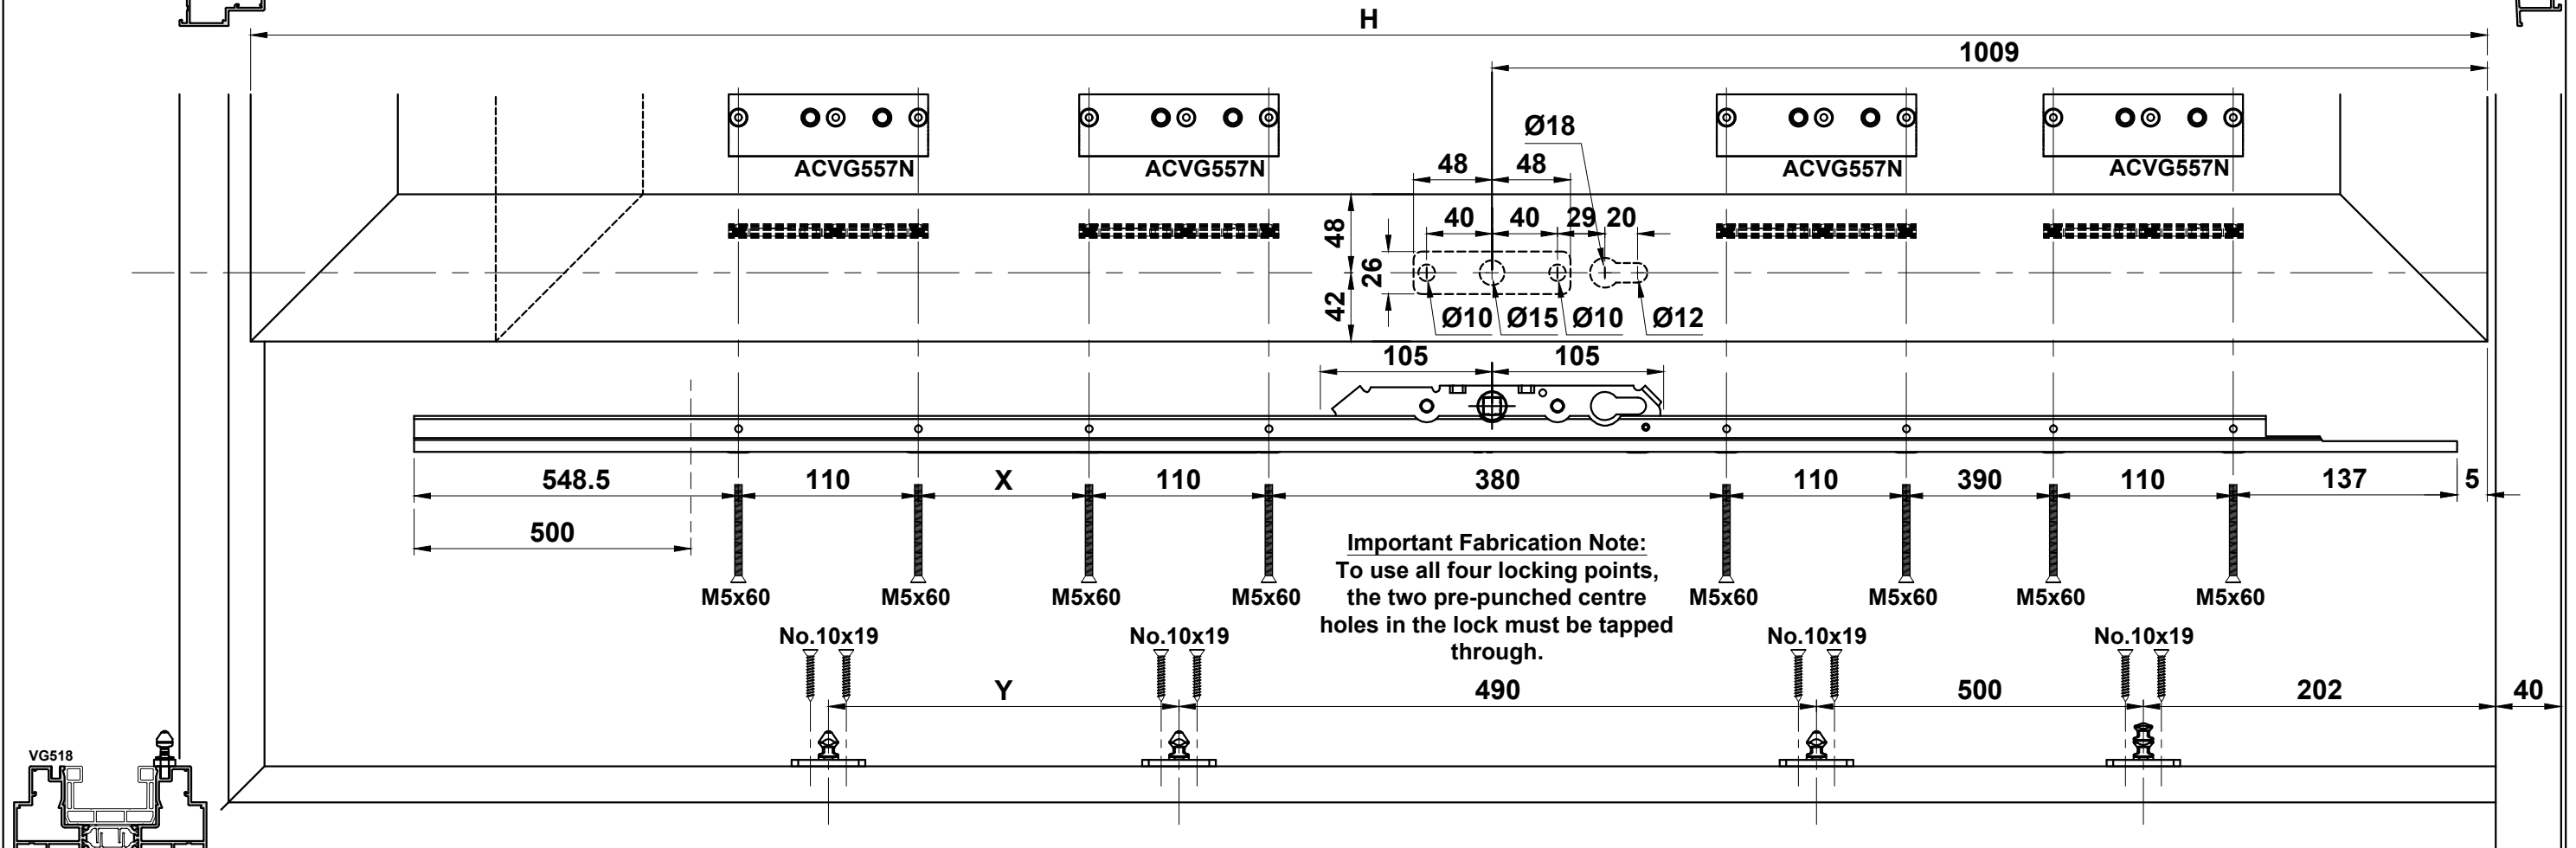 H
1009
Ø18
ACVG557N
ACVG557N
ACVG557N
ACVG557N
48
48
40
40
29
20
48
26
42
Ø10
Ø15
Ø10
Ø12
105
105
548.5
110
X
110
380
110
390
110
137
5
500
Important Fabrication Note:
To use all four locking points,
the two pre-punched centre
holes in the lock must be tapped
through.
M5x60
M5x60
M5x60
M5x60
M5x60
M5x60
M5x60
M5x60
No.10x19
No.10x19
No.10x19
No.10x19
Y
490
500
202
40
VG518